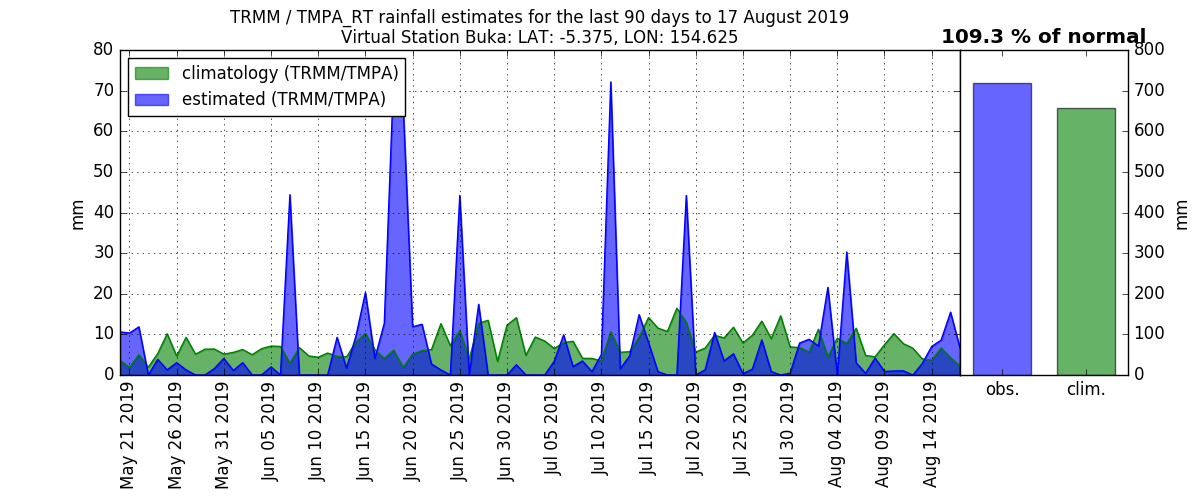 TRMM / TMPA_RT rainfall estimates for the last 90 days to 17 August 2019
Virtual Station Buka: LAT: -5.375, LON: 154.625
109.3 % of normal
climatology (TRMM/TMPA)
estimated (TRMM/TMPA)
80
70
60
50
40
30
20
10
0
mm
May 21 2019
May 26 2019
May 31 2019
Jun 05 2019
Jun 10 2019
Jun 15 2019
Jun 20 2019
Jun 25 2019
Jun 30 2019
Jul 05 2019
Jul 10 2019
Jul 15 2019
Jul 20 2019
Jul 25 2019
Jul 30 2019
Aug 04 2019
Aug 09 2019
Aug 14 2019
obs.
clim.
800
700
600
500
400
300
200
100
0
mm